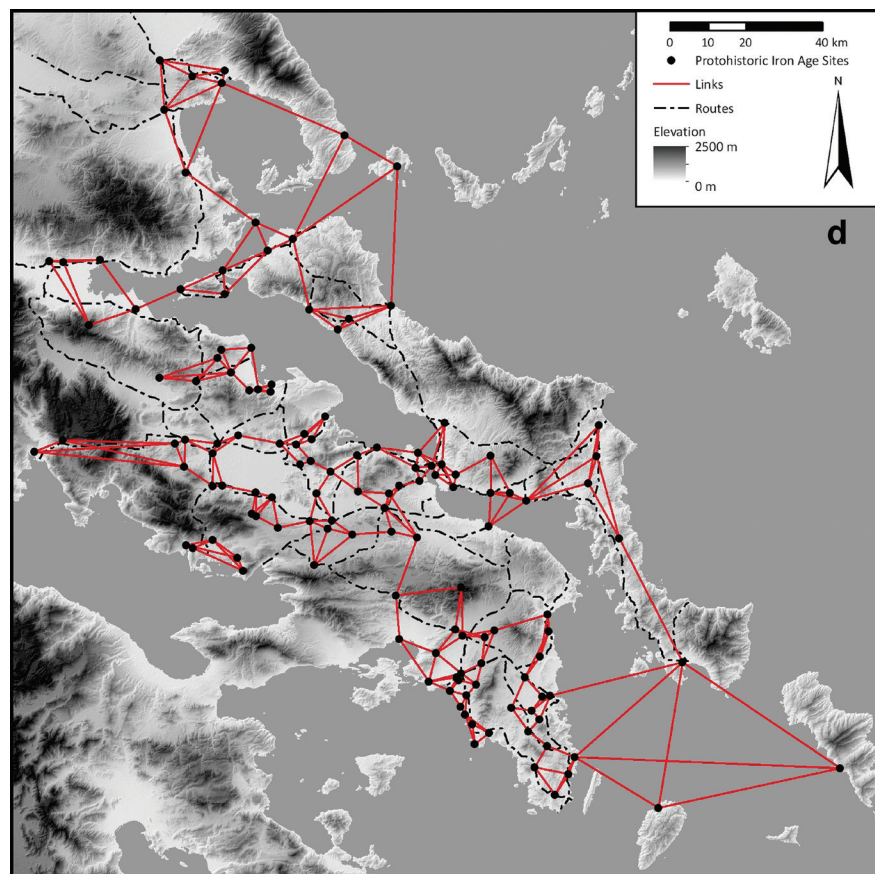 0 10 20 40 km
Protohistoric Iron Age Sites
Links
Routes
Elevation
2500 m
0 m
N
d